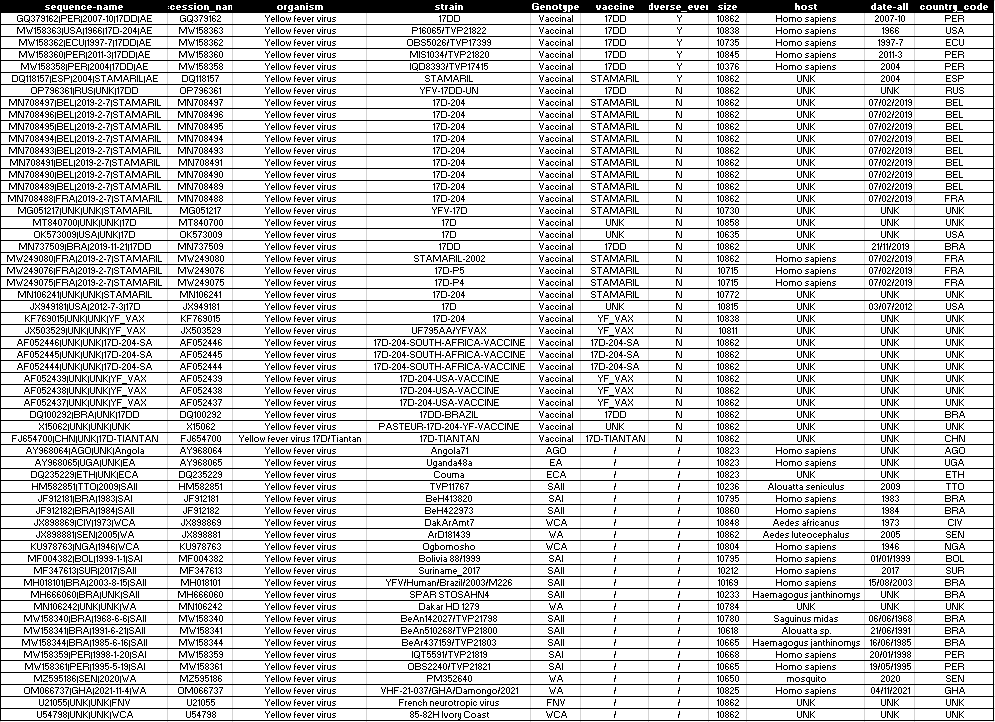 sequence-name cession_nam organism strain Genotype vaccine dverse_ever size host date-all country_code
GQ379162|PER|2007-10|17DD|AE GQ379162 Yellow fever virus 17DD Vaccinal 17DD Y 10862 Homo sapiens 2007-10 PER
MW158363|USA|1966|17D-204|AE MW158363 Yellow fever virus P16065/TVP21822 Vaccinal 17DD Y 10838 Homo sapiens 1966 USA
MW158362|ECU|1997-7|17DD|AE MW158362 Yellow fever virus OBS5026/TVP17399 Vaccinal 17DD Y 10735 Homo sapiens 1997-7 ECU
MW158360|PER|2011-3|17DD|AE MW158360 Yellow fever virus MIS1034/TVP21820 Vaccinal 17DD Y 10845 Homo sapiens 2011-3 PER
MW158358|PER|2004|17DD|AE MW158358 Yellow fever virus IQD8393/TVP17415 Vaccinal 17DD Y 10376 Homo sapiens 2004 PER
DQ118157|ESP|2004|STAMARIL|AE DQ118157 Yellow fever virus STAMARIL Vaccinal STAMARIL Y 10862 UNK 2004 ESP
OP796361|RUS|UNK|17DD OP796361 Yellow fever virus YFV-17DD-UN Vaccinal 17DD N 10862 UNK UNK RUS
MN708497|BEL|2019-2-7|STAMARIL MN708497 Yellow fever virus 17D-204 Vaccinal STAMARIL N 10862 UNK 07/02/2019 BEL
MN708496|BEL|2019-2-7|STAMARIL MN708496 Yellow fever virus 17D-204 Vaccinal STAMARIL N 10862 UNK 07/02/2019 BEL
MN708495|BEL|2019-2-7|STAMARIL MN708495 Yellow fever virus 17D-204 Vaccinal STAMARIL N 10862 UNK 07/02/2019 BEL
MN708494|BEL|2019-2-7|STAMARIL MN708494 Yellow fever virus 17D-204 Vaccinal STAMARIL N 10862 UNK 07/02/2019 BEL
MN708493|BEL|2019-2-7|STAMARIL MN708493 Yellow fever virus 17D-204 Vaccinal STAMARIL N 10862 UNK 07/02/2019 BEL
MN708491|BEL|2019-2-7|STAMARIL MN708491 Yellow fever virus 17D-204 Vaccinal STAMARIL N 10862 UNK 07/02/2019 BEL
MN708490|BEL|2019-2-7|STAMARIL MN708490 Yellow fever virus 17D-204 Vaccinal STAMARIL N 10862 UNK 07/02/2019 BEL
MN708489|BEL|2019-2-7|STAMARIL MN708489 Yellow fever virus 17D-204 Vaccinal STAMARIL N 10862 UNK 07/02/2019 BEL
MN708488|FRA|2019-2-7|STAMARIL MN708488 Yellow fever virus 17D-204 Vaccinal STAMARIL N 10862 UNK 07/02/2019 FRA
MG051217|UNK|UNK|STAMARIL MG051217 Yellow fever virus YFV-17D Vaccinal STAMARIL N 10730 UNK UNK UNK
MT840700|UNK|UNK|17D MT840700 Yellow fever virus 17D Vaccinal UNK N 10858 UNK UNK UNK
OK573009|USA|UNK|17D OK573009 Yellow fever virus 17D Vaccinal UNK N 10635 UNK UNK USA
MN737509|BRA|2019-11-21|17DD MN737509 Yellow fever virus 17DD Vaccinal 17DD N 10862 UNK 21/11/2019 BRA
MW249080|FRA|2019-2-7|STAMARIL MW249080 Yellow fever virus STAMARIL-2002 Vaccinal STAMARIL N 10862 Homo sapiens 07/02/2019 FRA
MW249076|FRA|2019-2-7|STAMARIL MW249076 Yellow fever virus 17D-P5 Vaccinal STAMARIL N 10715 Homo sapiens 07/02/2019 FRA
MW249075|FRA|2019-2-7|STAMARIL MW249075 Yellow fever virus 17D-P4 Vaccinal STAMARIL N 10715 Homo sapiens 07/02/2019 FRA
MN106241|UNK|UNK|STAMARIL MN106241 Yellow fever virus 17D-204 Vaccinal STAMARIL N 10772 UNK UNK UNK
JX949181|USA|2012-7-3|17D JX949181 Yellow fever virus 17D Vaccinal UNK N 10815 UNK 03/07/2012 USA
KF769015|UNK|UNK|YF_VAX KF769015 Yellow fever virus 17D-204 Vaccinal YF_VAX N 10838 UNK UNK UNK
JX503529|UNK|UNK|YF_VAX JX503529 Yellow fever virus UF795AA/YFVAX Vaccinal YF_VAX N 10811 UNK UNK UNK
AF052446|UNK|UNK|17D-204-SA AF052446 Yellow fever virus 17D-204-SOUTH-AFRICA-VACCINE Vaccinal 17D-204-SA N 10862 UNK UNK UNK
AF052445|UNK|UNK|17D-204-SA AF052445 Yellow fever virus 17D-204-SOUTH-AFRICA-VACCINE Vaccinal 17D-204-SA N 10862 UNK UNK UNK
AF052444|UNK|UNK|17D-204-SA AF052444 Yellow fever virus 17D-204-SOUTH-AFRICA-VACCINE Vaccinal 17D-204-SA N 10862 UNK UNK UNK
AF052439|UNK|UNK|YF_VAX AF052439 Yellow fever virus 17D-204-USA-VACCINE Vaccinal YF_VAX N 10862 UNK UNK UNK
AF052438|UNK|UNK|YF_VAX AF052438 Yellow fever virus 17D-204-USA-VACCINE Vaccinal YF_VAX N 10862 UNK UNK UNK
AF052437|UNK|UNK|YF_VAX AF052437 Yellow fever virus 17D-204-USA-VACCINE Vaccinal YF_VAX N 10862 UNK UNK UNK
DQ100292|BRA|UNK|17DD DQ100292 Yellow fever virus 17DD-BRAZIL Vaccinal 17DD N 10862 UNK UNK BRA
X15062|UNK|UNK|UNK X15062 Yellow fever virus PASTEUR-17D-204-YF-VACCINE Vaccinal UNK N 10862 UNK UNK UNK
FJ654700|CHN|UNK|17D-TIANTAN FJ654700 Yellow fever virus 17D/Tiantan 17D-TIANTAN Vaccinal 17D-TIANTAN N 10862 UNK UNK CHN
AY968064|AGO|UNK|Angola AY968064 Yellow fever virus Angola71 AGO / / 10823 Homo sapiens UNK AGO
AY968065|UGA|UNK|EA AY968065 Yellow fever virus Uganda48a EA / / 10823 Homo sapiens UNK UGA
DQ235229|ETH|UNK|ECA DQ235229 Yellow fever virus Couma ECA / / 10823 UNK UNK ETH
HM582851|TTO|2009|SAII HM582851 Yellow fever virus TVP11767 SAII / / 10236 Alouatta seniculus 2009 TTO
JF912181|BRA|1983|SAI JF912181 Yellow fever virus BeH413820 SAI / / 10795 Homo sapiens 1983 BRA
JF912182|BRA|1984|SAII JF912182 Yellow fever virus BeH422973 SAII / / 10860 Homo sapiens 1984 BRA
JX898869|CIV|1973|WCA JX898869 Yellow fever virus DakArAmt7 WCA / / 10848 Aedes africanus 1973 CIV
JX898881|SEN|2005|WA JX898881 Yellow fever virus ArD181439 WA / / 10862 Aedes luteocephalus 2005 SEN
KU978763|NGA|1946|WCA KU978763 Yellow fever virus Ogbomosho WCA / / 10804 Homo sapiens 1946 NGA
MF004382|BOL|1999-1-1|SAI MF004382 Yellow fever virus Bolivia 88/1999 SAI / / 10795 Homo sapiens 01/01/1999 BOL
MF347613|SUR|2017|SAII MF347613 Yellow fever virus Suriname_2017 SAII / / 10212 Homo sapiens 2017 SUR
MH018101|BRA|2003-8-15|SAII MH018101 Yellow fever virus YFV/Human/Brazil/2003/M226 SAII / / 10169 Homo sapiens 15/08/2003 BRA
MH666060|BRA|UNK|SAII MH666060 Yellow fever virus SPAR STOSAHN4 SAII / / 10233 Haemagogus janthinomys UNK BRA
MN106242|UNK|UNK|WA MN106242 Yellow fever virus Dakar HD 1279 WA / / 10784 UNK UNK UNK
MW158340|BRA|1968-6-6|SAII MW158340 Yellow fever virus BeAn142027/TVP21798 SAII / / 10780 Saguinus midas 06/06/1968 BRA
MW158341|BRA|1991-6-21|SAII MW158341 Yellow fever virus BeAn510268/TVP21800 SAII / / 10618 Alouatta sp. 21/06/1991 BRA
MW158344|BRA|1985-6-16|SAII MW158344 Yellow fever virus BeAr437159/TVP21803 SAII / / 10665 Haemagogus janthinomys 16/06/1985 BRA
MW158359|PER|1998-1-20|SAI MW158359 Yellow fever virus IQT5591/TVP21819 SAI / / 10668 Homo sapiens 20/01/1998 PER
MW158361|PER|1995-5-19|SAI MW158361 Yellow fever virus OBS2240/TVP21821 SAI / / 10665 Homo sapiens 19/05/1995 PER
MZ595186|SEN|2020|WA MZ595186 Yellow fever virus PM352640 WA / / 10650 mosquito 2020 SEN
OM066737|GHA|2021-11-4|WA OM066737 Yellow fever virus VHF-21-037/GHA/Damongo/2021 WA / / 10825 Homo sapiens 04/11/2021 GHA
U21055|UNK|UNK|FNV U21055 Yellow fever virus French neurotropic virus FNV / / 10862 UNK UNK UNK
U54798|UNK|UNK|WCA U54798 Yellow fever virus 85-82H Ivory Coast WCA / / 10862 UNK UNK UNK